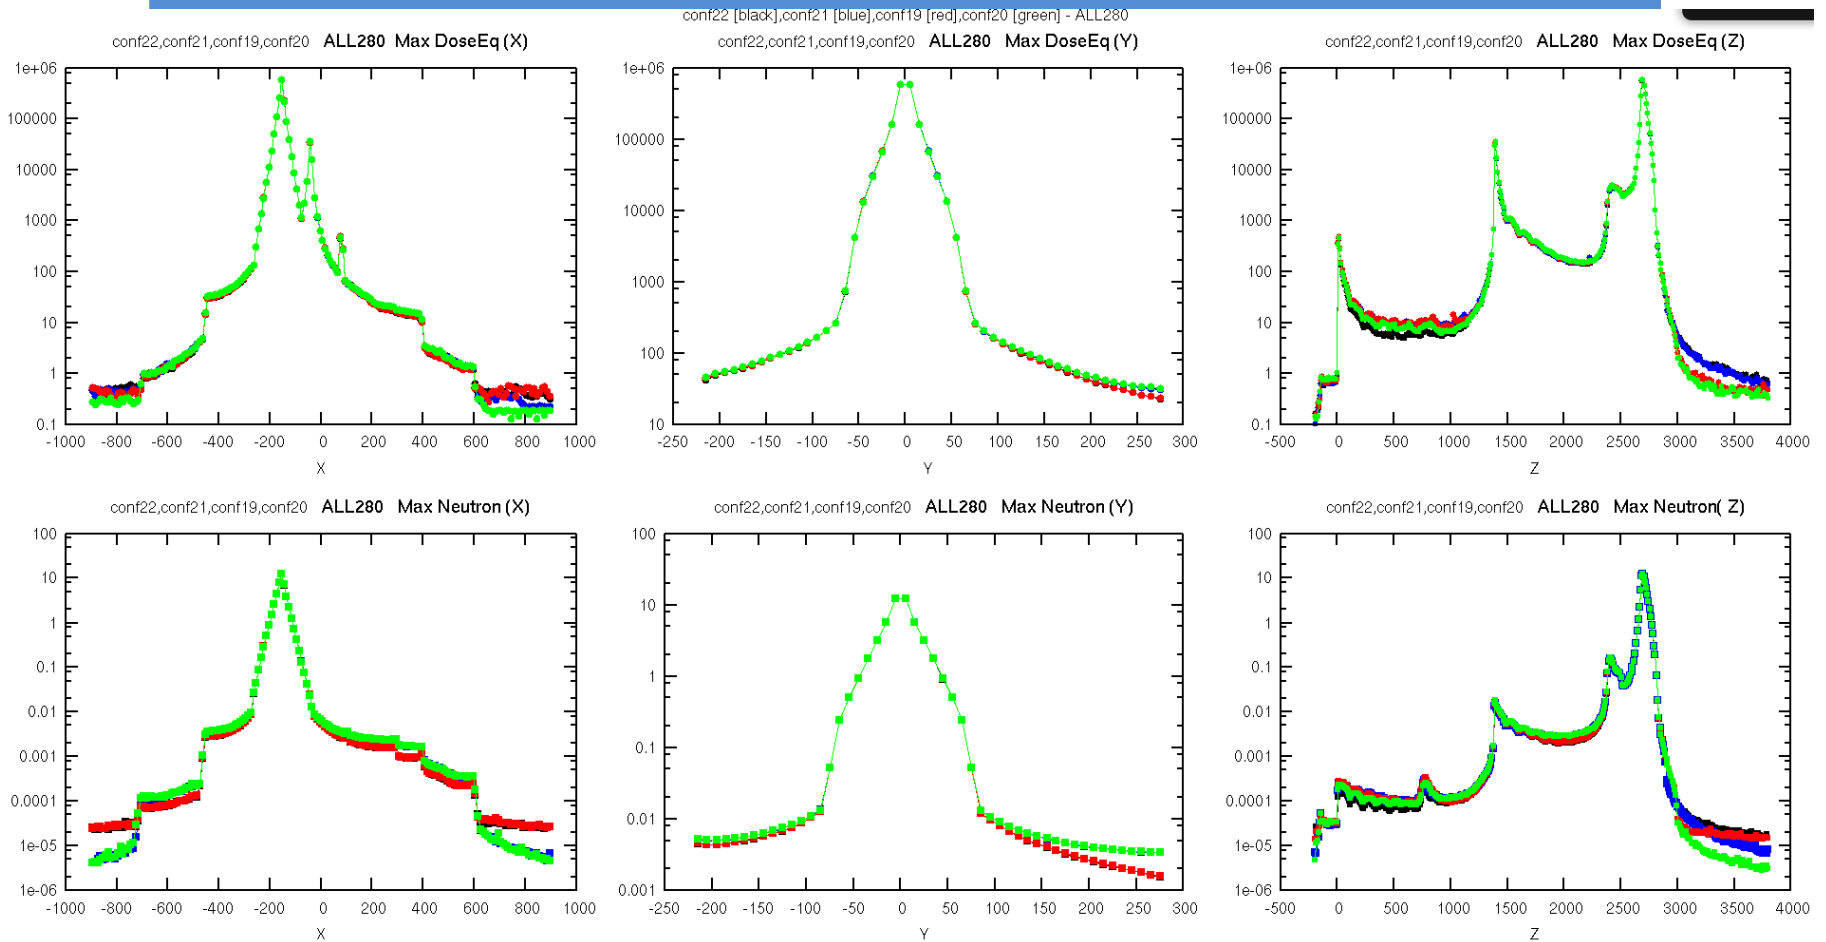 conf22 [black],conf21 [blue],conf19 [red],conf20 [green] - ALL280
conf22,conf21,conf19,conf20 ALL280 Max DoseEq (X)
1e+06
100000
10000
1000
100
10
1
0.1
-1000 -800 -600 -400 -200 0 200 400 600 800 1000
X
conf22,conf21,conf19,conf20 ALL280 Max DoseEq (Y)
1e+06
100000
10000
1000
100
10
-250 -200 -150 -100 -50 0 50 100 150 200 250 300
Y
conf22,conf21,conf19,conf20 ALL280 Max DoseEq (Z)
1e+06
100000
10000
1000
100
10
1
0.1
-500 0 500 1000 1500 2000 2500 3000 3500 4000
Z
conf22,conf21,conf19,conf20 ALL280 Max Neutron (X)
100
10
1
0.1
0.01
0.001
0.0001
1e-05
1e-06
-1000 -800 -600 -400 -200 0 200 400 600 800 1000
X
conf22,conf21,conf19,conf20 ALL280 Max Neutron (Y)
100
10
1
0.1
0.01
0.001
-250 -200 -150 -100 -50 0 50 100 150 200 250 300
Y
conf22,conf21,conf19,conf20 ALL280 Max Neutron( Z)
100
10
1
0.1
0.01
0.001
0.0001
1e-05
1e-06
-500 0 500 1000 1500 2000 2500 3000 3500 4000
Z